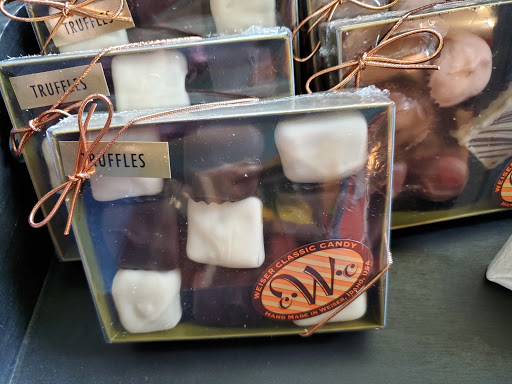 TRUFFLES
TRUFFLES
TRUFFLES
WEISER CLASSIC CANDY
C W C
HAND MADE IN WEISER, IDAHO, USA